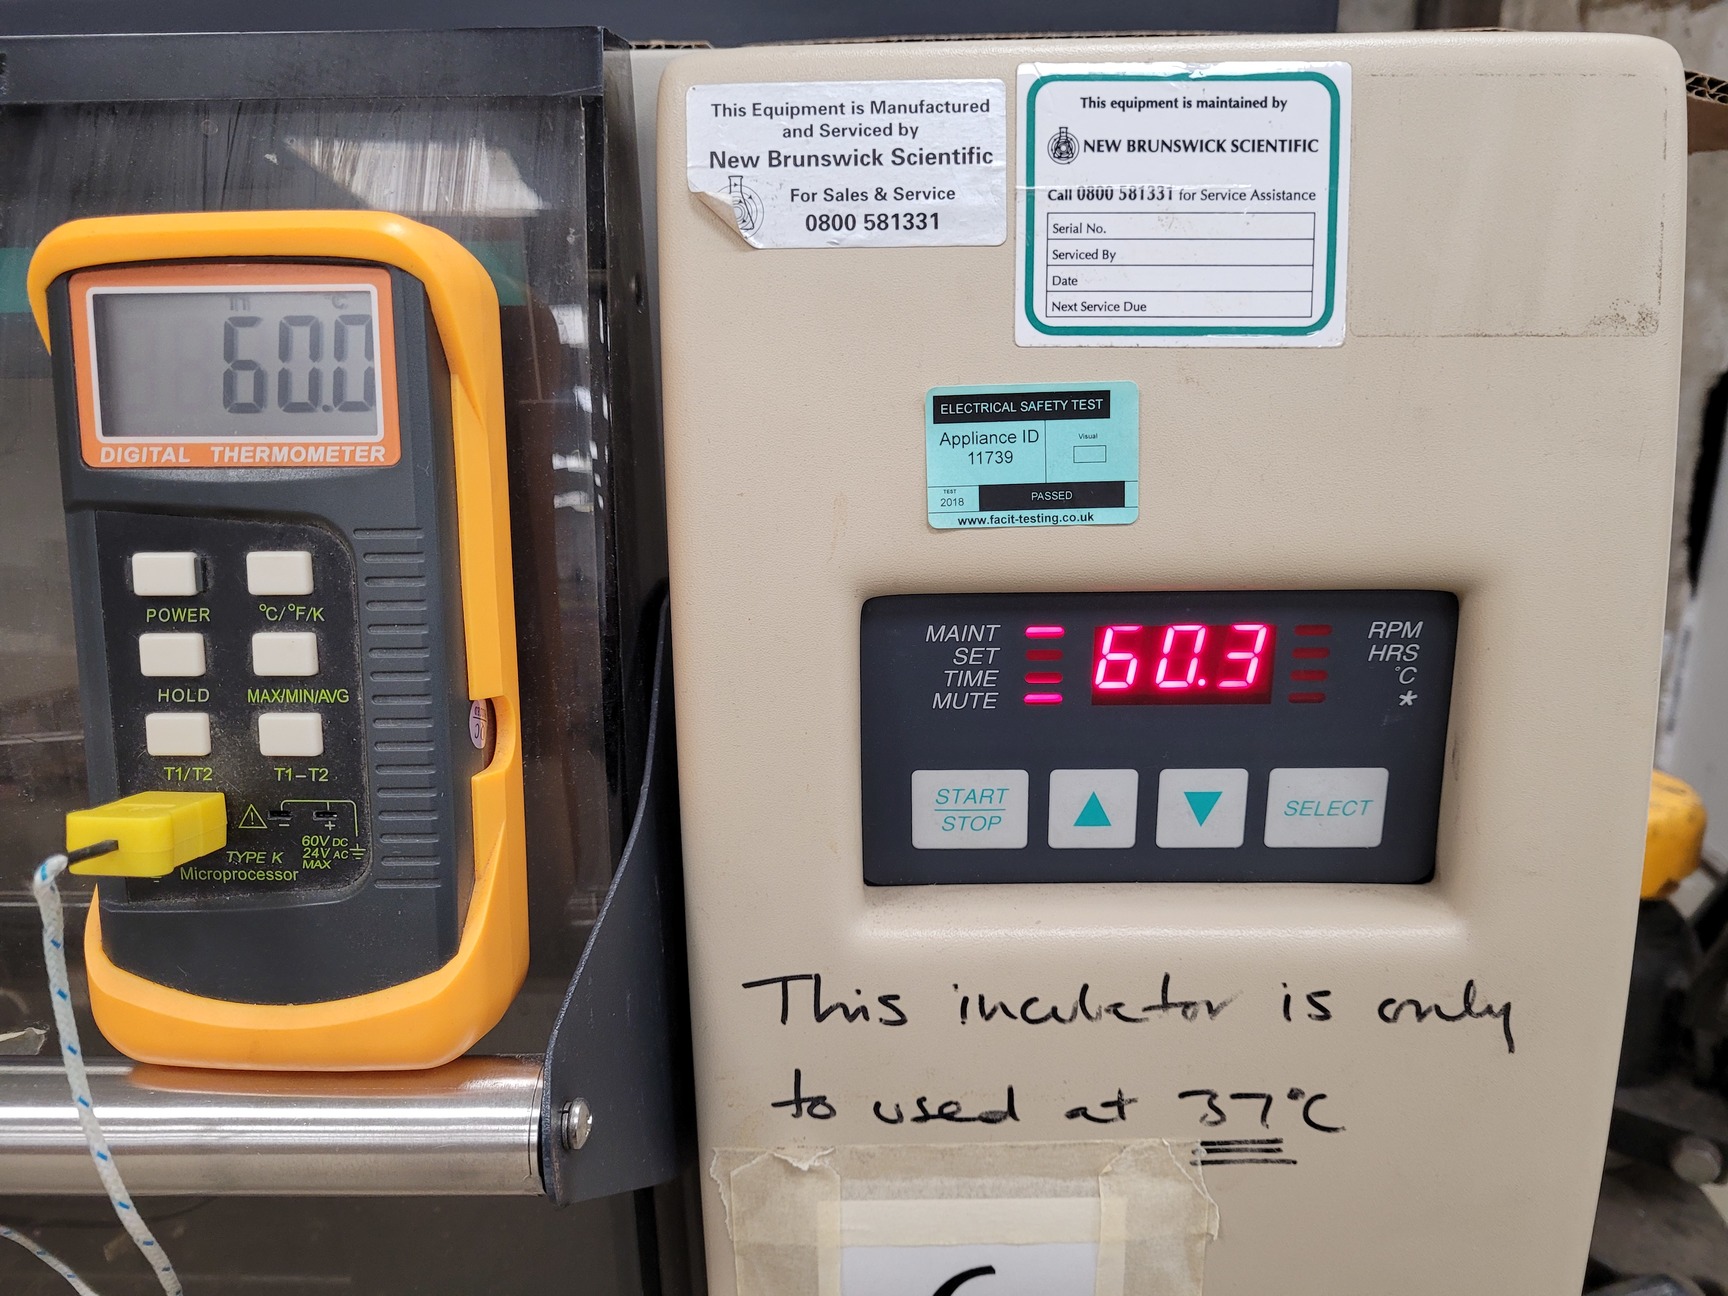 60.0
DIGITAL THERMOMETER
POWER
°C/°F/K
HOLD
MAX/MIN/AVG
T1/T2
T1-T2
TYPE K
60V DC
24V AC
MAX
Microprocessor
This Equipment is Manufactured
and Serviced by
New Brunswick Scientific
For Sales & Service
0800 581331
This equipment is maintained by
NEW BRUNSWICK SCIENTIFIC
Call 0800 581331 for Service Assistance
Serial No.
Serviced By
Date
Next Service Due
ELECTRICAL SAFETY TEST
Appliance ID
11739
Visual
TEST
2018
PASSED
www.facit-testing.co.uk
MAINT
SET
TIME
MUTE
60.3
RPM
HRS
°C
*
START
STOP
SELECT
This incubator is only
to used at 37°C